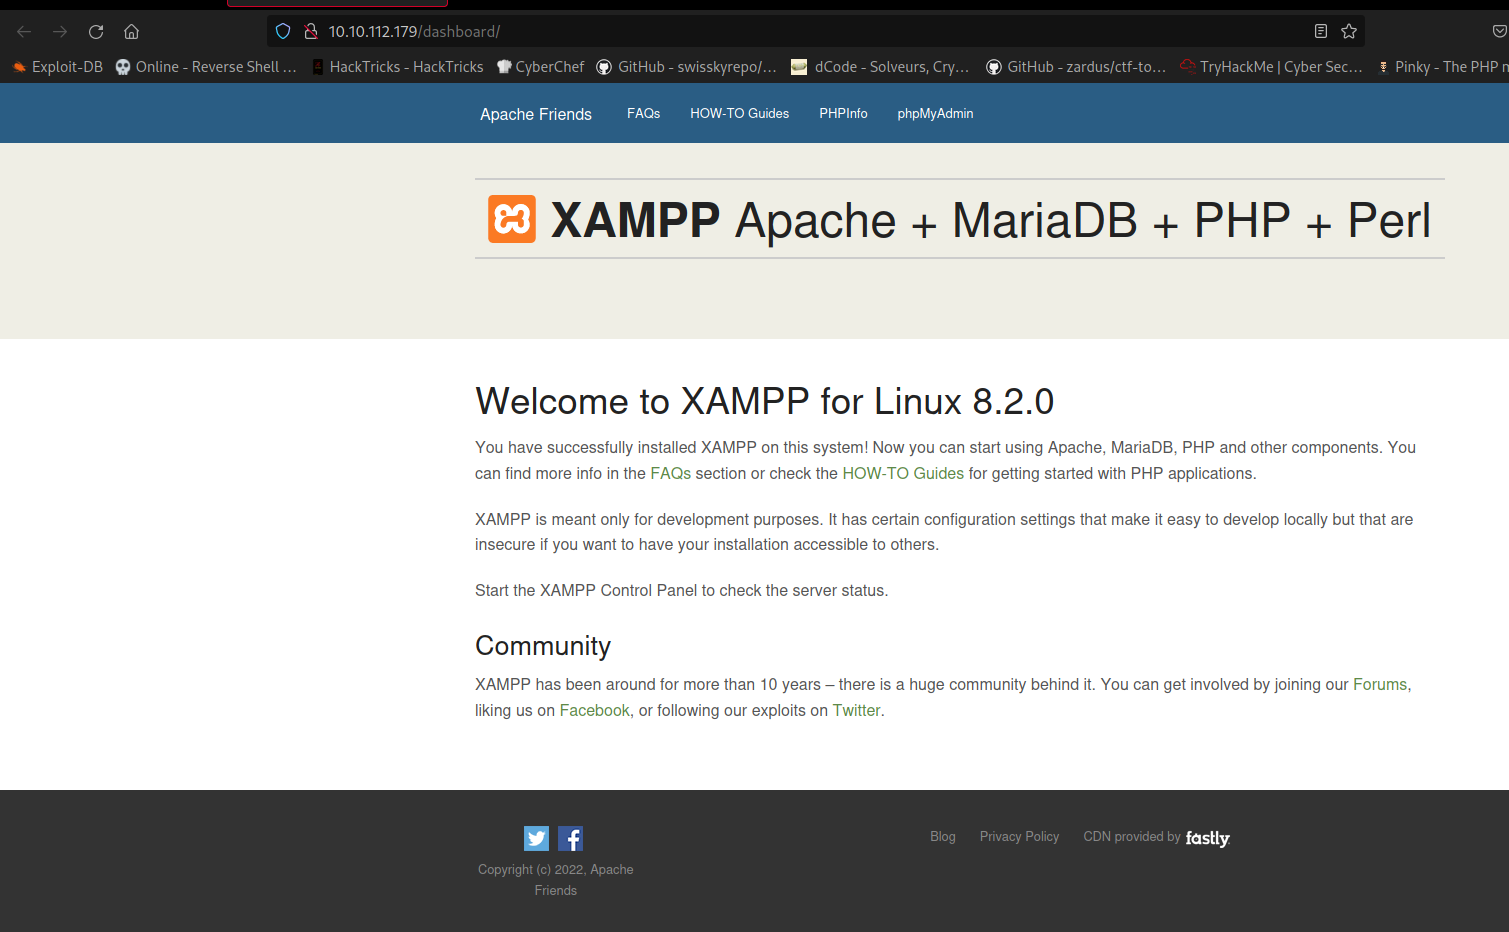 10.10.112.179/dashboard/
Exploit-DB Online - Reverse Shell ... HackTricks - HackTricks CyberChef GitHub - swisskyrepo/... dCode - Solveurs, Cry... GitHub - zardus/ctf-to... TryHackMe | Cyber Sec... Pinky - The PHP
Apache Friends FAQs HOW-TO Guides PHPInfo phpMyAdmin
XAMPP Apache + MariaDB + PHP + Perl
Welcome to XAMPP for Linux 8.2.0
You have successfully installed XAMPP on this system! Now you can start using Apache, MariaDB, PHP and other components. You
can find more info in the FAQs section or check the HOW-TO Guides for getting started with PHP applications.
XAMPP is meant only for development purposes. It has certain configuration settings that make it easy to develop locally but that are
insecure if you want to have your installation accessible to others.
Start the XAMPP Control Panel to check the server status.
Community
XAMPP has been around for more than 10 years – there is a huge community behind it. You can get involved by joining our Forums,
liking us on Facebook, or following our exploits on Twitter.
Blog Privacy Policy CDN provided by fastly
Copyright (c) 2022, Apache
Friends